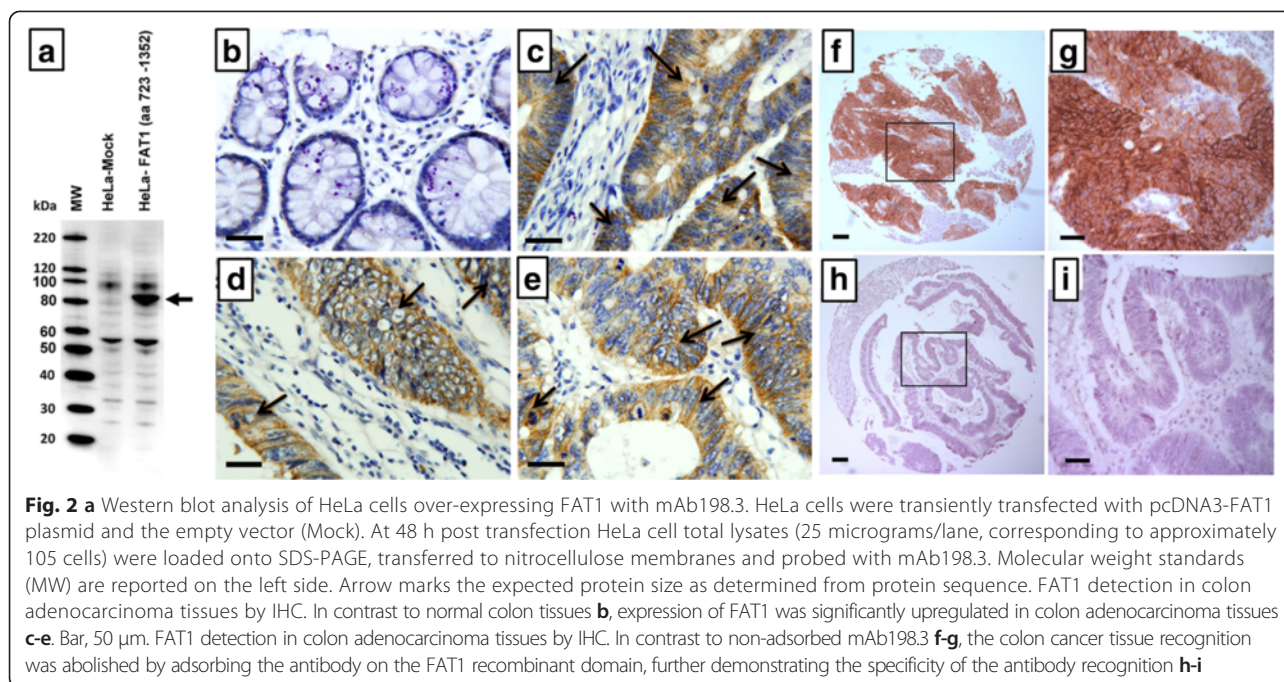 a
b
c
d
e
f
g
h
i
MW
HeLa-Mock
HeLa- FAT1 (aa 723 -1352)
kDa
220
120
100
80
60
50
40
30
20
Fig. 2 a Western blot analysis of HeLa cells over-expressing FAT1 with mAb198.3. HeLa cells were transiently transfected with pcDNA3-FAT1
plasmid and the empty vector (Mock). At 48 h post transfection HeLa cell total lysates (25 micrograms/lane, corresponding to approximately
105 cells) were loaded onto SDS-PAGE, transferred to nitrocellulose membranes and probed with mAb198.3. Molecular weight standards
(MW) are reported on the left side. Arrow marks the expected protein size as determined from protein sequence. FAT1 detection in colon
adenocarcinoma tissues by IHC. In contrast to normal colon tissues b, expression of FAT1 was significantly upregulated in colon adenocarcinoma tissues
c-e. Bar, 50 μm. FAT1 detection in colon adenocarcinoma tissues by IHC. In contrast to non-adsorbed mAb198.3 f-g, the colon cancer tissue recognition
was abolished by adsorbing the antibody on the FAT1 recombinant domain, further demonstrating the specificity of the antibody recognition h-i